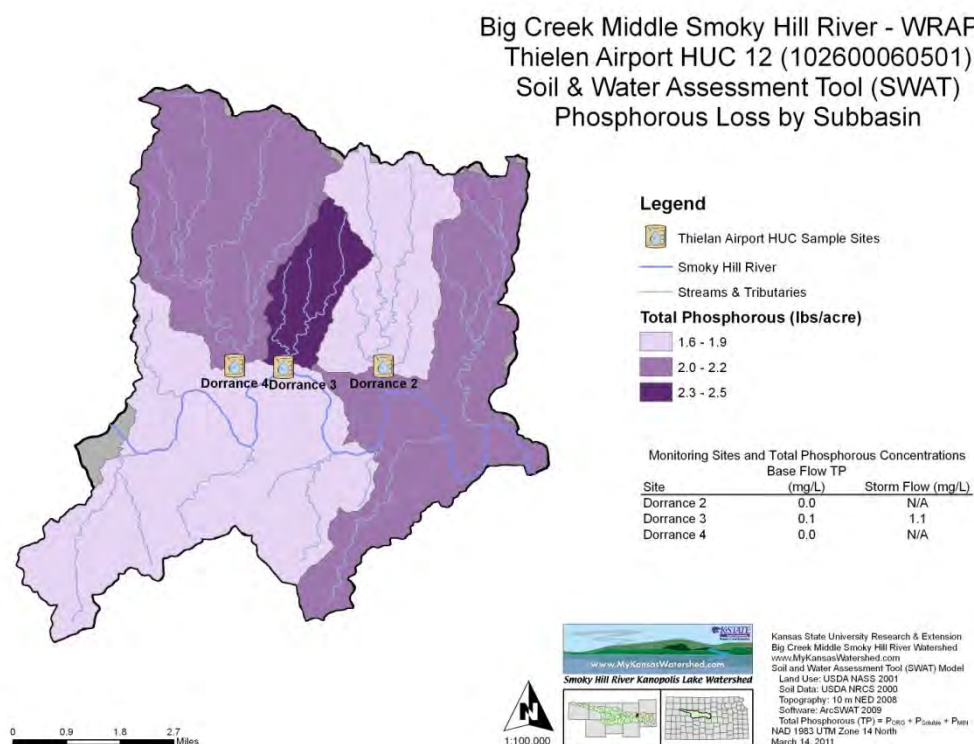 Big Creek Middle Smoky Hill River - WRAP
Thielen Airport HUC 12 (102600060501)
Soil & Water Assessment Tool (SWAT)
Phosphorous Loss by Subbasin
Legend
Thielan Airport HUC Sample Sites
Smoky Hill River
Streams & Tributaries
Total Phosphorous (lbs/acre)
1.6 - 1.9
2.0 - 2.2
2.3 - 2.5
Dorrance 4
Dorrance 3
Dorrance 2
Monitoring Sites and Total Phosphorous Concentrations
Base Flow TP
Site (mg/L) Storm Flow (mg/L)
Dorrance 2 0.0 N/A
Dorrance 3 0.1 1.1
Dorrance 4 0.0 N/A
www.MyKansasWatershed.com
Smoky Hill River Kanopolis Lake Watershed
Kansas State University Research & Extension
Big Creek Middle Smoky Hill River Watershed
www.MyKansasWatershed.com
Soil and Water Assessment Tool (SWAT) Model
Land Use: USDA NASS 2001
Soil Data: USDA NRCS 2000
Topography: 10 m NED 2008
Software: ArcSWAT 2009
Total Phosphorous (TP) = PORG + PSoluble + PMIN
NAD 1983 UTM Zone 14 North
March 14, 2011
0 0.9 1.8 2.7
Miles
N
1:100,000